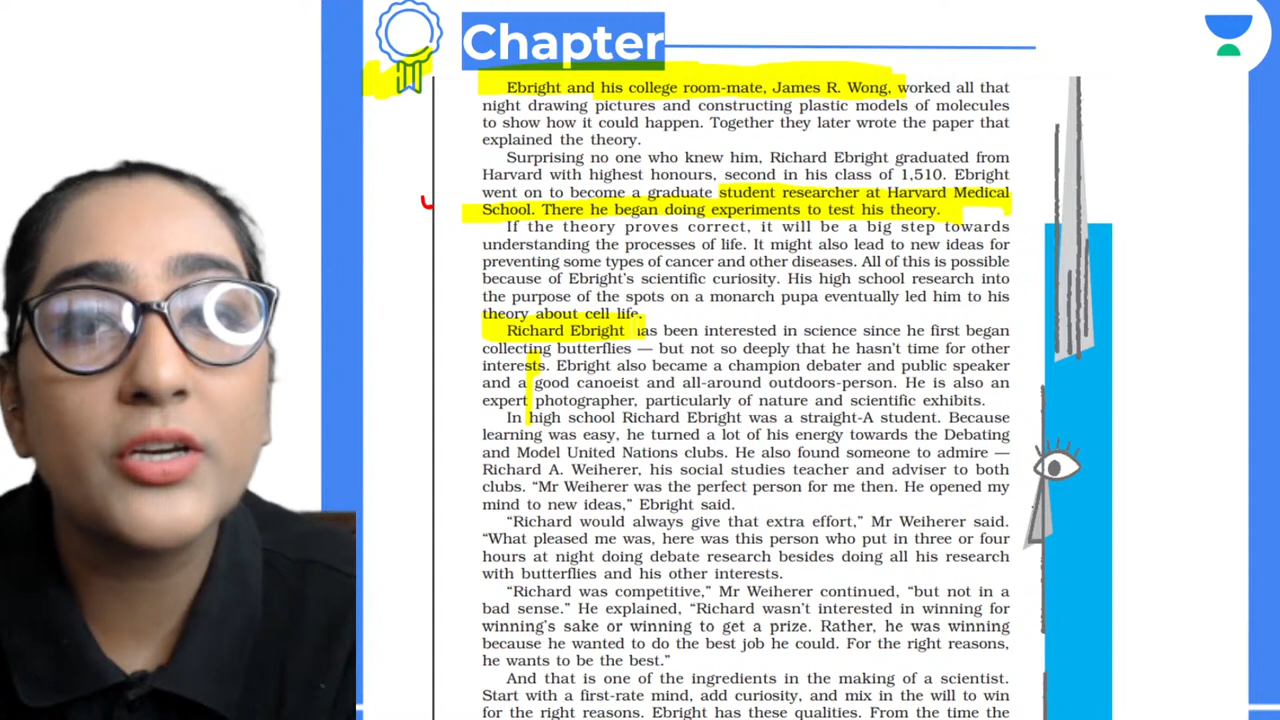 Chapter
Ebright and his college room-mate, James R. Wong, worked all that
night drawing pictures and constructing plastic models of molecules
to show how it could happen. Together they later wrote the paper that
explained the theory.
Surprising no one who knew him, Richard Ebright graduated from
Harvard with highest honours, second in his class of 1,510. Ebright
went on to become a graduate student researcher at Harvard Medical
School. There he began doing experiments to test his theory.
If the theory proves correct, it will be a big step towards
understanding the processes of life. It might also lead to new ideas for
preventing some types of cancer and other diseases. All of this is possible
because of Ebright's scientific curiosity. His high school research into
the purpose of the spots on a monarch pupa eventually led him to his
theory about cell life.
Richard Ebright has been interested in science since he first began
collecting butterflies — but not so deeply that he hasn't time for other
interests. Ebright also became a champion debater and public speaker
and a good canoeist and all-around outdoors-person. He is also an
expert photographer, particularly of nature and scientific exhibits.
In high school Richard Ebright was a straight-A student. Because
learning was easy, he turned a lot of his energy towards the Debating
and Model United Nations clubs. He also found someone to admire —
Richard A. Weiherer, his social studies teacher and adviser to both
clubs. “Mr Weiherer was the perfect person for me then. He opened my
mind to new ideas,” Ebright said.
“Richard would always give that extra effort,” Mr Weiherer said.
“What pleased me was, here was this person who put in three or four
hours at night doing debate research besides doing all his research
with butterflies and his other interests.
“Richard was competitive,” Mr Weiherer continued, “but not in a
bad sense.” He explained, “Richard wasn't interested in winning for
winning's sake or winning to get a prize. Rather, he was winning
because he wanted to do the best job he could. For the right reasons,
he wants to be the best.”
And that is one of the ingredients in the making of a scientist.
Start with a first-rate mind, add curiosity, and mix in the will to win
for the right reasons. Ebright has these qualities. From the time the